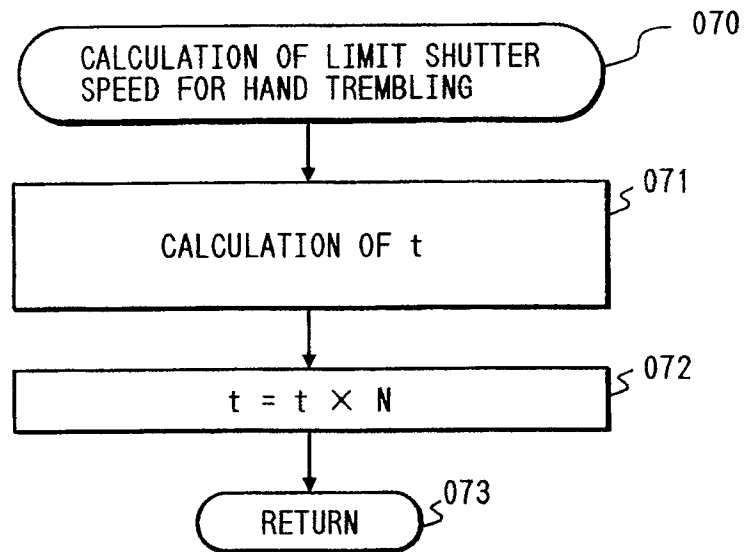 070
CALCULATION OF LIMIT SHUTTER
SPEED FOR HAND TREMBLING
071
CALCULATION OF t
072
t = t × N
073
RETURN